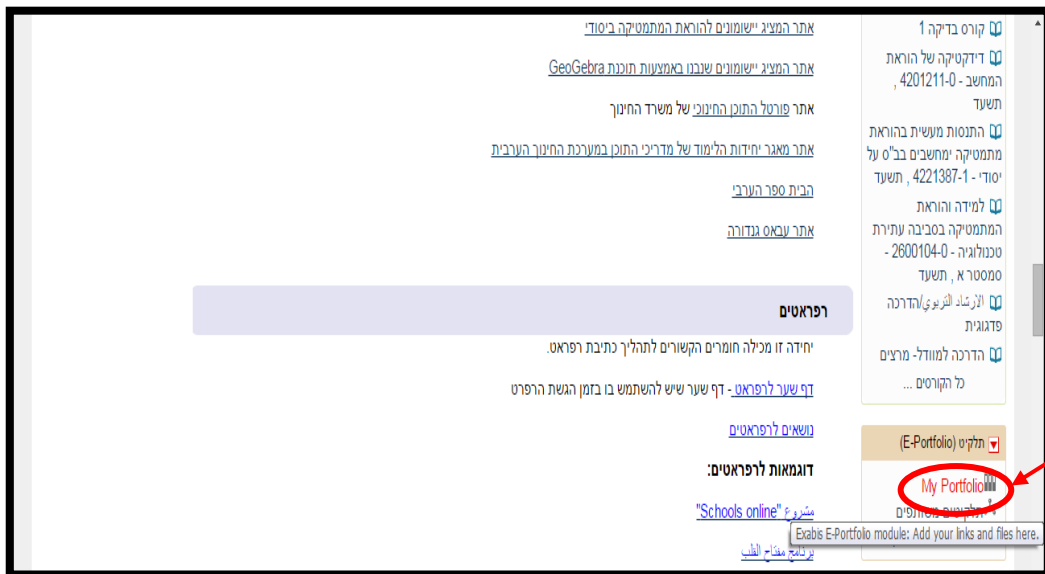 קורס בדיקה 1
דידקטיקה של הוראת
המחשב - 4201211-0 ,
תשעד
התנסות מעשית בהוראת
מתמטיקה ימחשבים בב"ס על
יסודי - 4221387-1 , תשעד
למידה והוראת
המתמטיקה בסביבה עתירת
טכנולוגיה - 2600104-0 -
סמסטר א , תשעד
الإرشاد التربوي/הדרכה
פדגוגית
הדרכה למוודל- מרצים
כל הקורסים ...
תלקיט (E-Portfolio)
My Portfolio
תלקיטים משותפים
Exabis E-Portfolio module: Add your links and files here.
אתר המציג יישומונים להוראת המתמטיקה ביסודי
אתר המציג יישומונים שנבנו באמצעות תוכנת GeoGebra
אתר פורטל התוכן החינוכי של משרד החינוך
אתר מאגר יחידות הלימוד של מדריכי התוכן במערכת החינוך הערבית
הבית ספר הערבי
אתר עבאס גנדורה
רפראטים
יחידה זו מכילה חומרים הקשורים לתהליך כתיבת רפראט.
דף שער לרפראט - דף שער שיש להשתמש בו בזמן הגשת הרפרט
נושאים לרפראטים
דוגמאות לרפראטים:
مشروع "Schools online"
برنامج مفتاح القلب